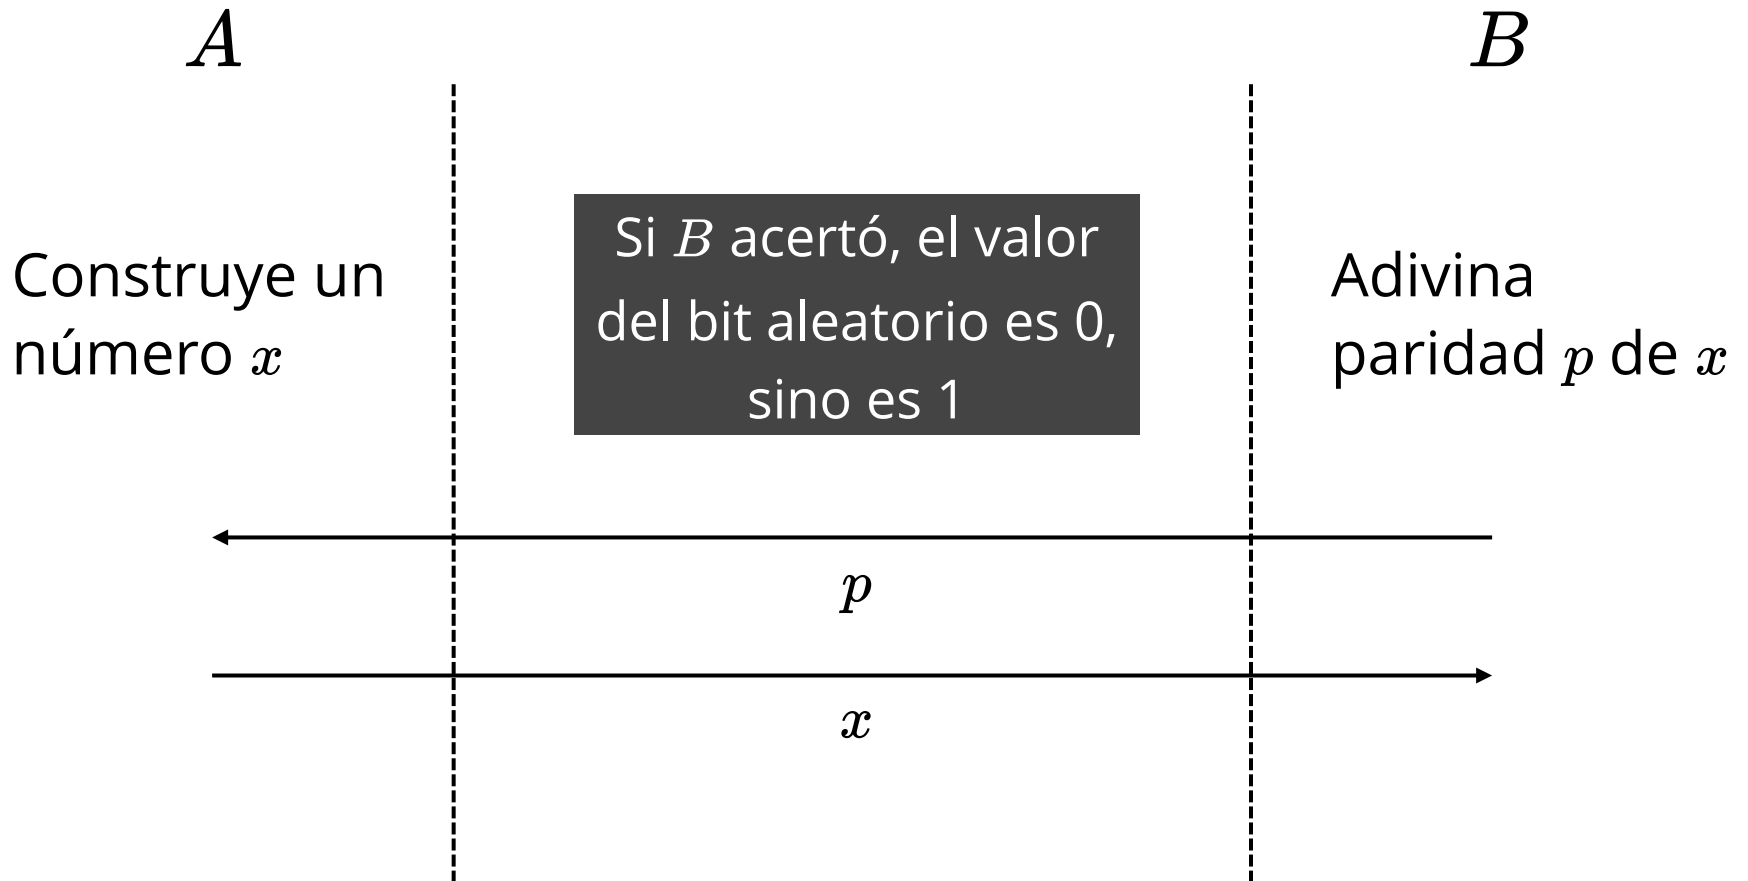 A
B
Construye un
número x
Si B acertó, el valor
del bit aleatorio es 0,
sino es 1
Adivina
paridad p de x
p
x